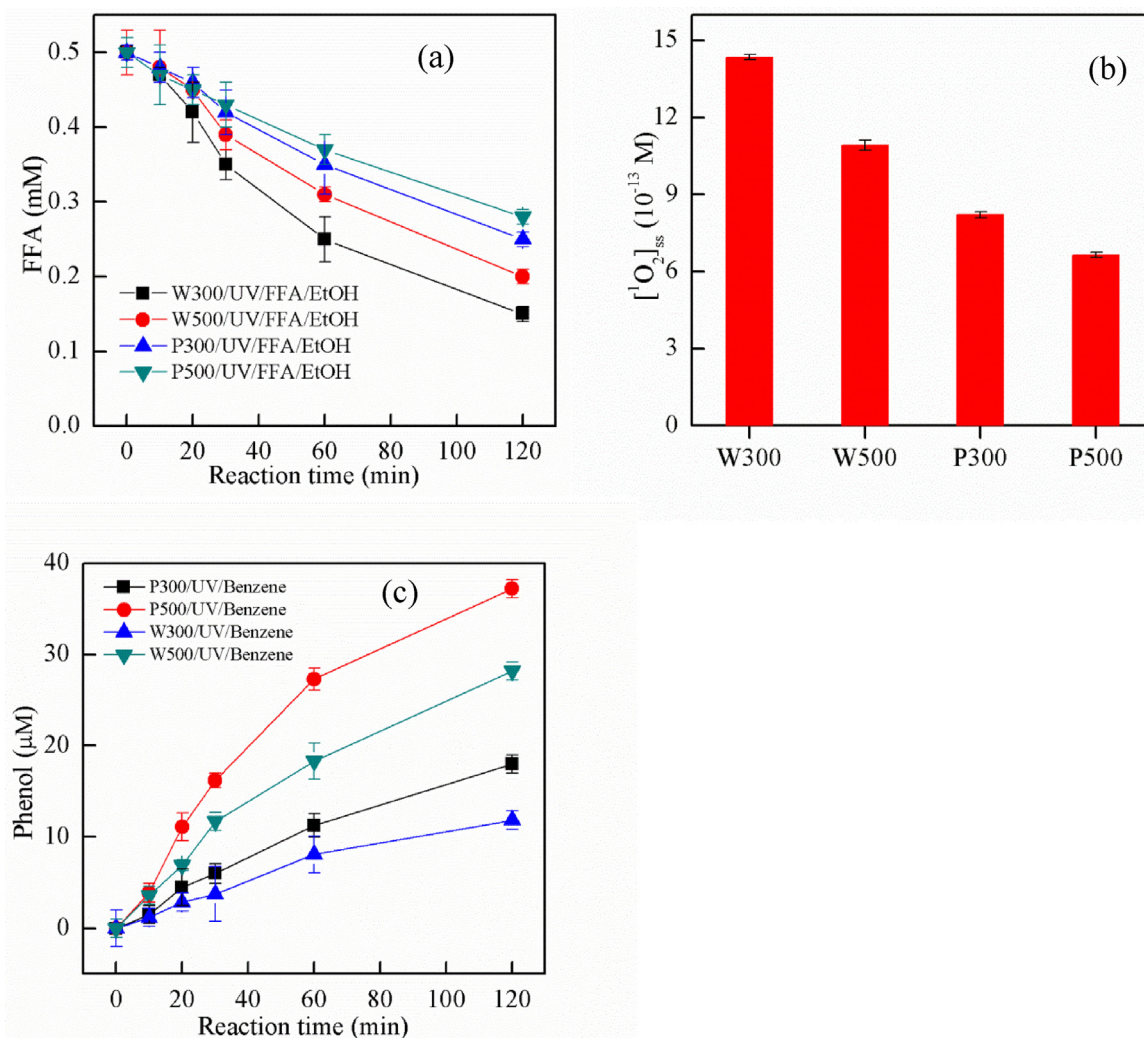 (a)
FFA (mM)
0.5
0.4
0.3
0.2
0.1
0.0
W300/UV/FFA/EtOH
W500/UV/FFA/EtOH
P300/UV/FFA/EtOH
P500/UV/FFA/EtOH
0 20 40 60 80 100 120
Reaction time (min)
(b)
[¹O₂]ss (10⁻¹³ M)
15
12
9
6
3
0
W300 W500 P300 P500
(c)
Phenol (μM)
40
30
20
10
0
P300/UV/Benzene
P500/UV/Benzene
W300/UV/Benzene
W500/UV/Benzene
0 20 40 60 80 100 120
Reaction time (min)